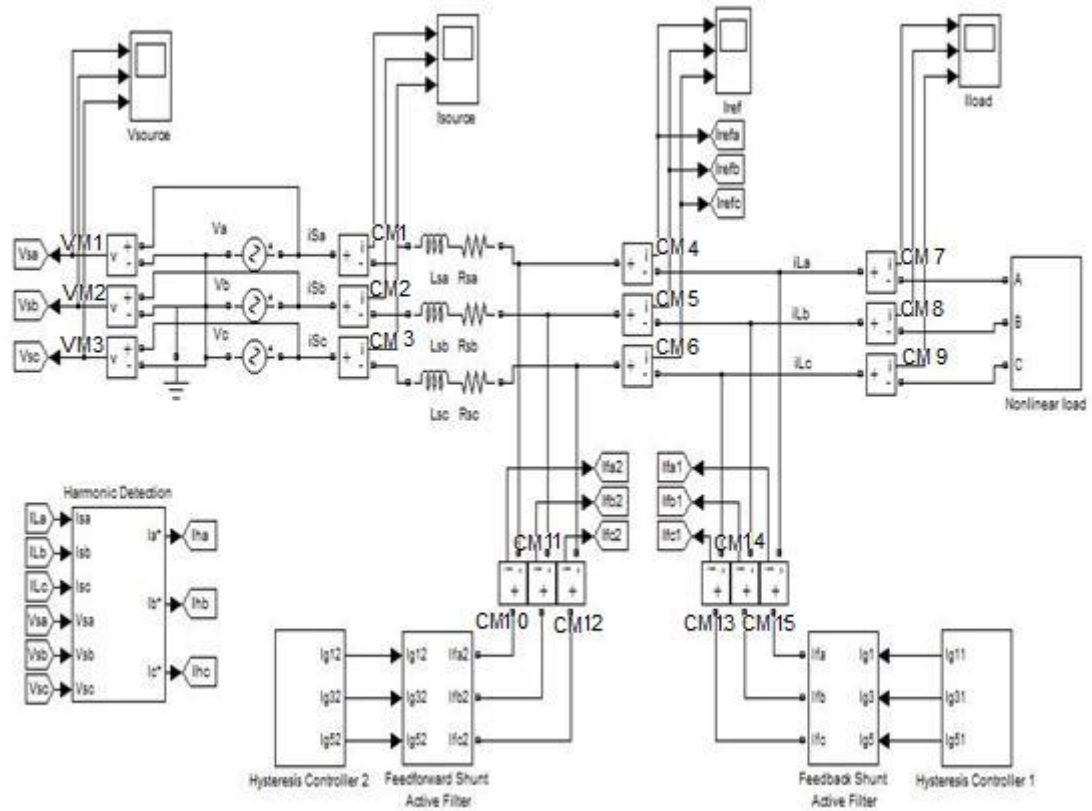 Vsource
Isource
Iref
Iload
Irefa
Irefb
Irefc
Vsa
VM1
v
+
-
Va
iSa
CM1
Lsa Rsa
CM 4
iLa
CM 7
A
Vsb
VM2
v
+
-
Vb
iSb
CM2
Lsb Rsb
CM 5
iLb
CM 8
B
Vsc
VM3
v
+
-
Vc
iSc
CM 3
Lsc Rsc
CM 6
iLc
CM 9
C
Nonlinear load
Harmonic Detection
ILa Isa Ia* Iha
ILb Isb
ILc Isc Ib* Ihb
Vsa Vsa
Vsb Vsb Ic* Ihc
Vsc Vsc
Ifa2 Ifa1
Ifb2 Ifb1
Ifc2 Ifc1
CM11 CM14
CM10 CM12 CM13 CM15
Ig12 Ig12 Ifa2 Ifa Ig1 Ig11
Ig32 Ig32 Ifb2 Ifb Ig3 Ig31
Ig52 Ig52 Ifc2 Ifc Ig5 Ig51
Hysteresis Controller 2
Feedforward Shunt
Active Filter
Feedback Shunt
Active Filter
Hysteresis Controller 1